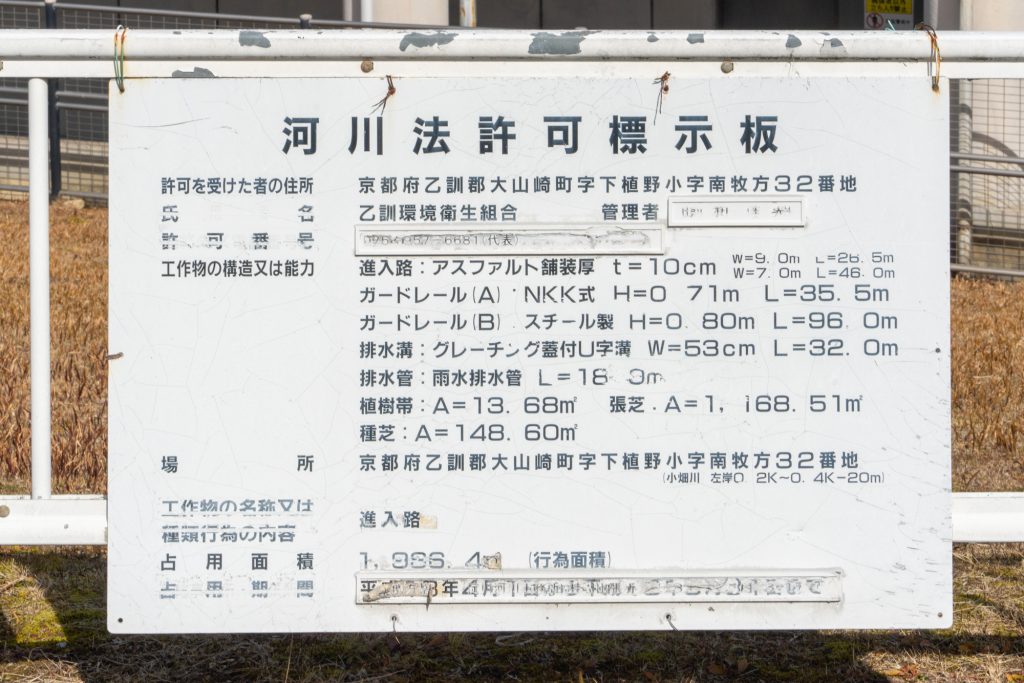 河川法許可標示板
許可を受けた者の住所 京都府乙訓郡大山崎町字下植野小字南牧方32番地
氏名 乙訓環境衛生組合 管理者
許可番号 6681(代表)
工作物の構造又は能力 進入路:アスファルト舗装厚 t=10cm W=9.0m L=26.5m
W=7.0m L=46.0m
ガードレール(A) NKK式 H=0 71m L=35.5m
ガードレール(B) スチール製 H=0.80m L=96.0m
排水溝:グレーチング蓋付U字溝 W=53cm L=32.0m
排水管:雨水排水管
植樹帯:A=13.68㎡ 張芝.A=1,168.51㎡
種芝:A=148.60㎡
場所 京都府乙訓郡大山崎町字下植野小字南牧方32番地
(小畑川 左岸0.2K~0.4K-20m)
工作物の名称又は
種類行為の内容 進入路
占用面積 1,936.4㎡ (行為面積)
占用期間